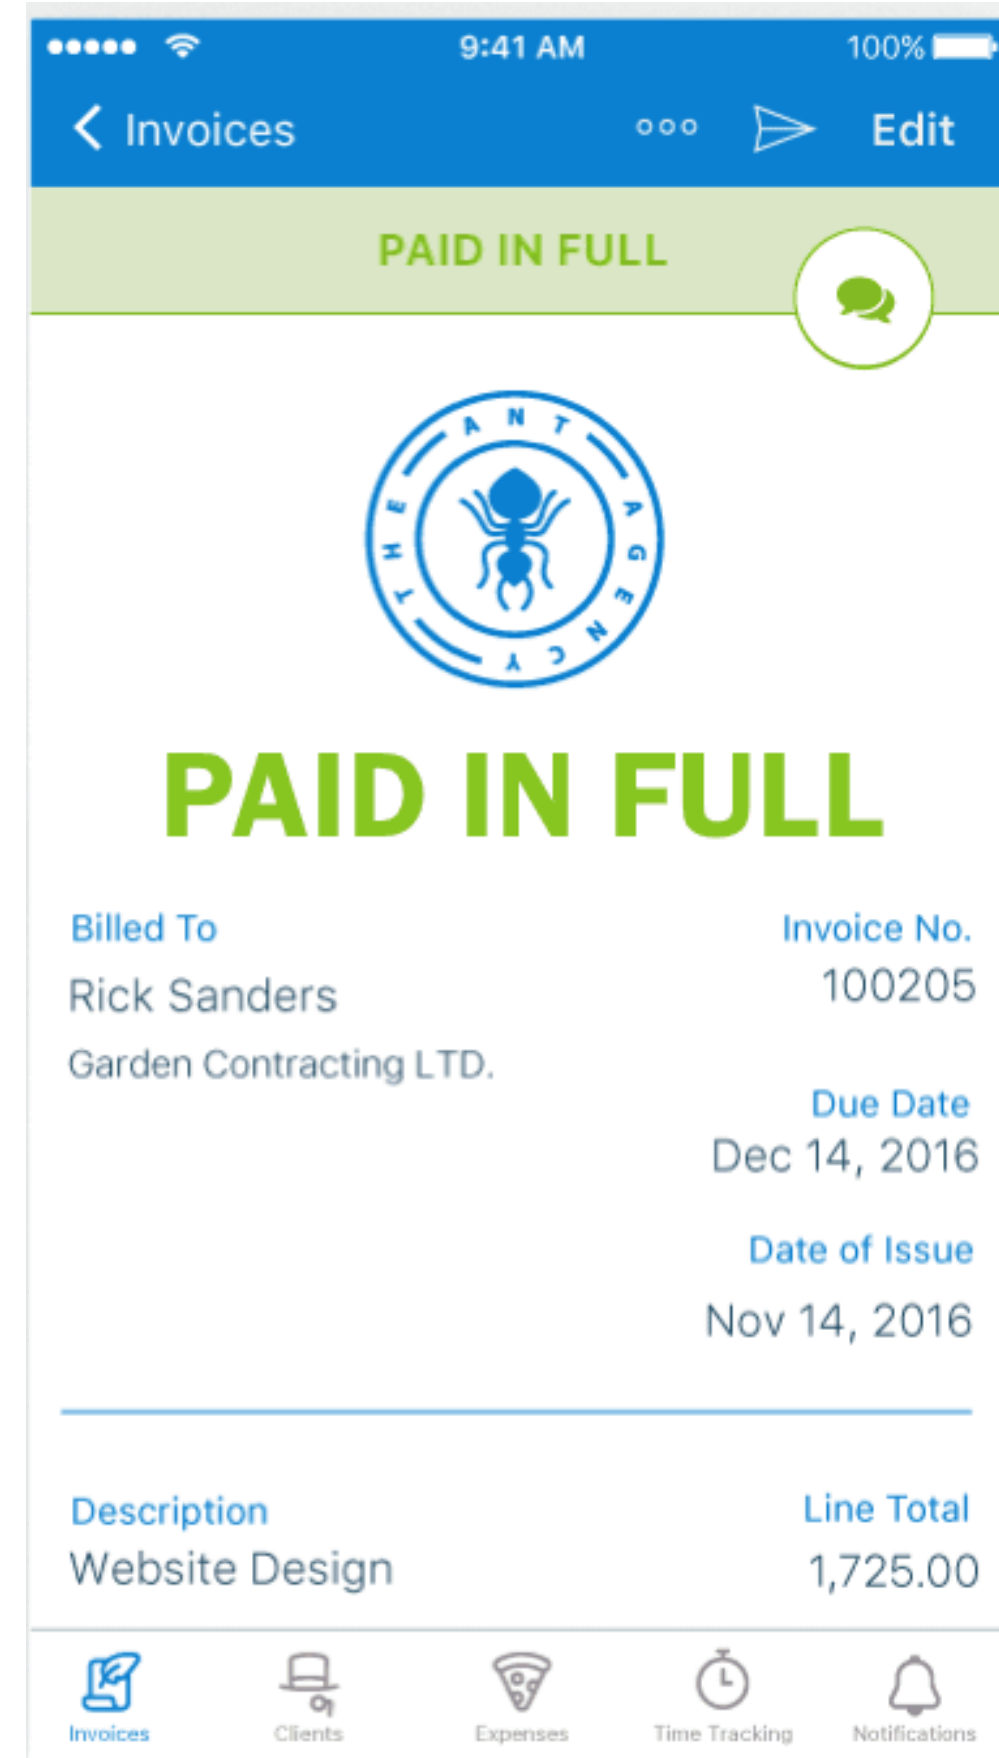 9:41 AM 100%
Invoices Edit
PAID IN FULL
THE ANT AGENCY
PAID IN FULL
Billed To Invoice No.
Rick Sanders 100205
Garden Contracting LTD.
Due Date
Dec 14, 2016
Date of Issue
Nov 14, 2016
Description Line Total
Website Design 1,725.00
Invoices Clients Expenses Time Tracking Notifications